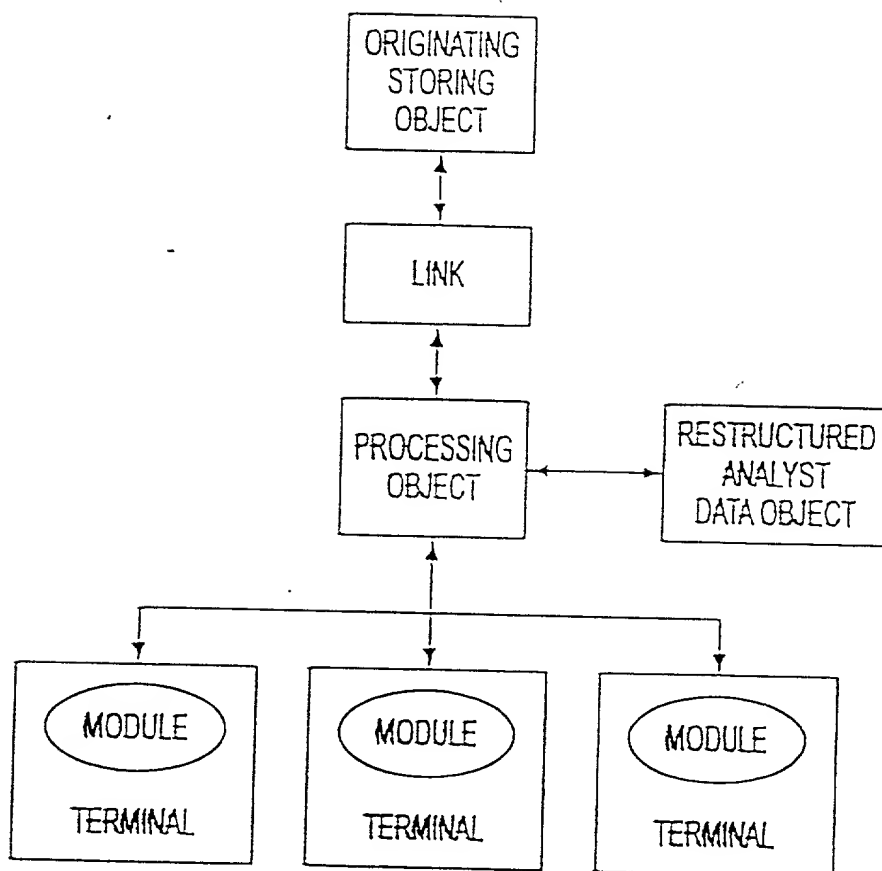 ORIGINATING
STORING
OBJECT
LINK
PROCESSING
OBJECT
RESTRUCTURED
ANALYST
DATA OBJECT
MODULE
TERMINAL
MODULE
TERMINAL
MODULE
TERMINAL